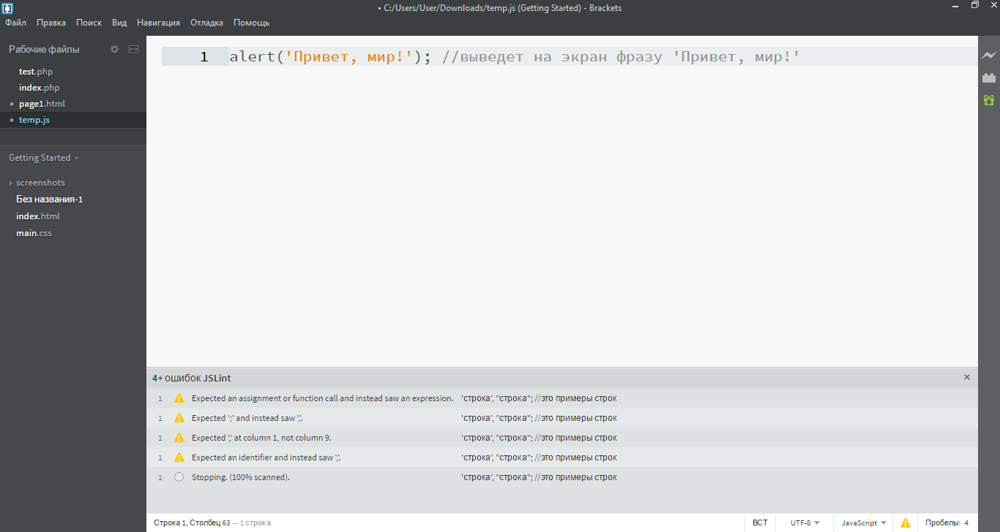 • C:/Users/User/Downloads/temp.js (Getting Started) - Brackets
Файл Правка Поиск Вид Навигация Отладка Помощь
Рабочие файлы
test.php
index.php
page1.html
temp.js
Getting Started
screenshots
Без названия-1
index.html
main.css
1 alert('Привет, мир!'); //выведет на экран фразу 'Привет, мир!'
4+ ошибок JSLint
1 Expected an assignment or function call and instead saw an expression. 'строка', "строка"; //это примеры строк
1 Expected ';' and instead saw ','. 'строка', "строка"; //это примеры строк
1 Expected ',' at column 1, not column 9. 'строка', "строка"; //это примеры строк
1 Expected an identifier and instead saw ','. 'строка', "строка"; //это примеры строк
1 Stopping. (100% scanned). 'строка', "строка"; //это примеры строк
Строка 1, Столбец 63 — 1 строка ВСТ UTF-8 JavaScript Пробелы: 4